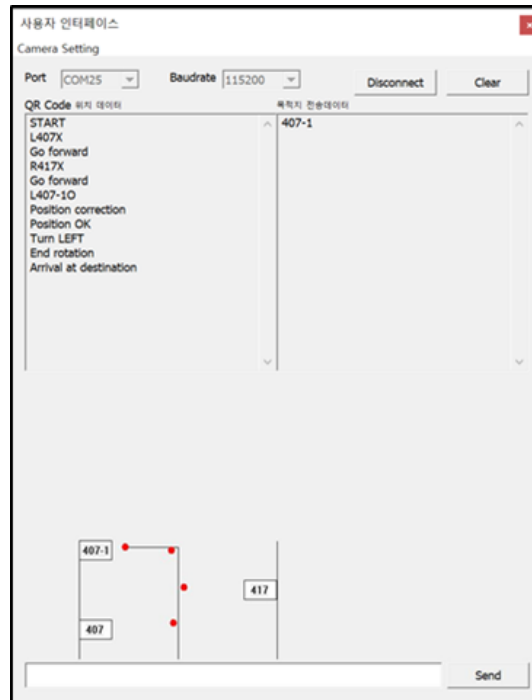 사용자 인터페이스
Camera Setting
Port COM25 Baudrate 115200 Disconnect Clear
QR Code 위치 데이터
목적지 전송데이터
START
L407X
Go forward
R417X
Go forward
L407-1O
Position correction
Position OK
Turn LEFT
End rotation
Arrival at destination
407-1
407-1
417
407
Send